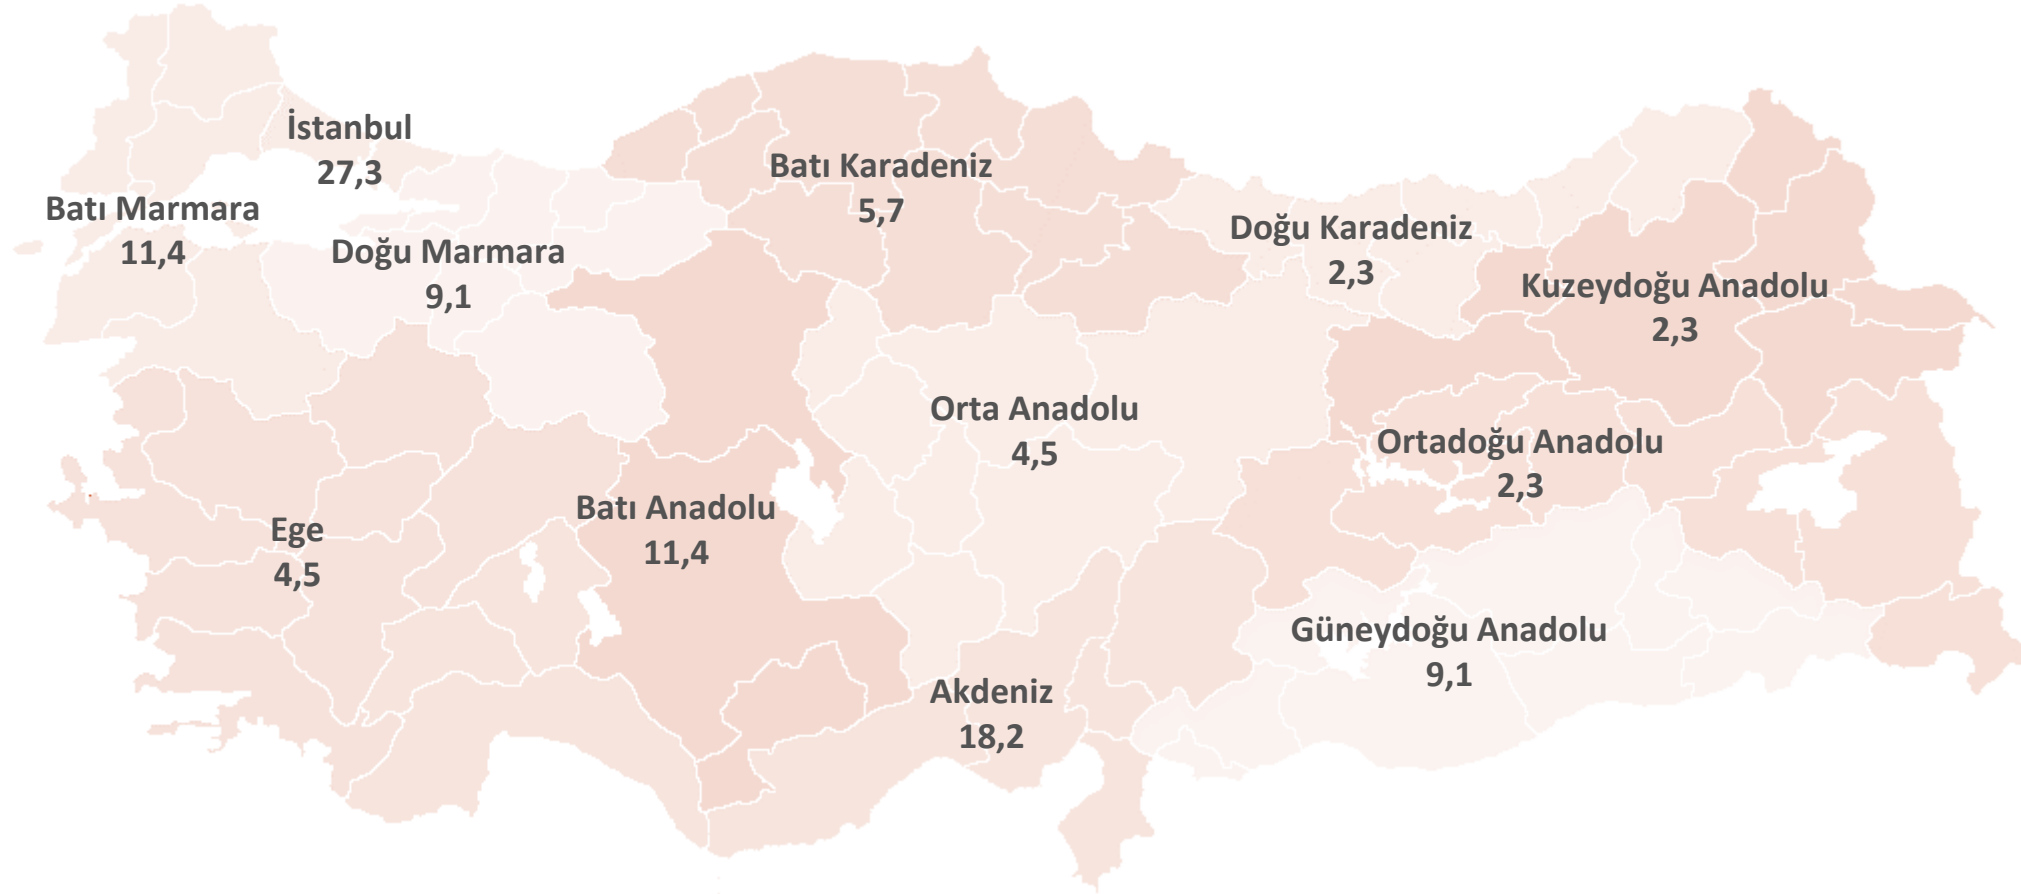 İstanbul
27,3
Batı Marmara
11,4
Doğu Marmara
9,1
Batı Karadeniz
5,7
Doğu Karadeniz
2,3
Kuzeydoğu Anadolu
2,3
Orta Anadolu
4,5
Ortadoğu Anadolu
2,3
Batı Anadolu
11,4
Ege
4,5
Güneydoğu Anadolu
9,1
Akdeniz
18,2